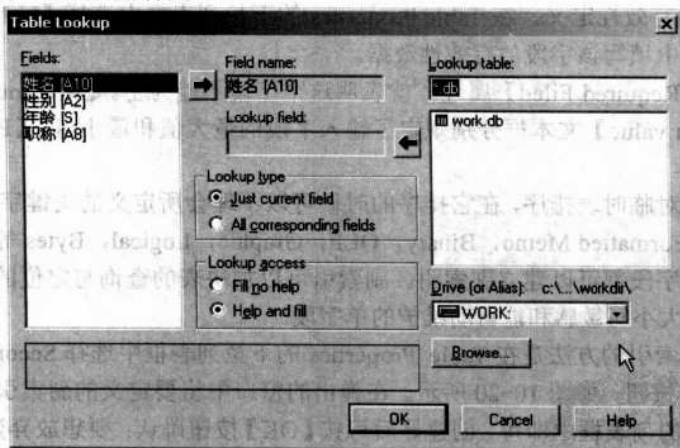 Table Lookup
Fields:
姓名 [A10]
性别 [A2]
年龄 [S]
职称 [A8]
Field name:
姓名 [A10]
Lookup field:
Lookup type
Just current field
All corresponding fields
Lookup access
Fill no help
Help and fill
Lookup table:
*.db
work.db
Drive (or Alias): c:\...\workdir\
WORK:
Browse...
OK
Cancel
Help